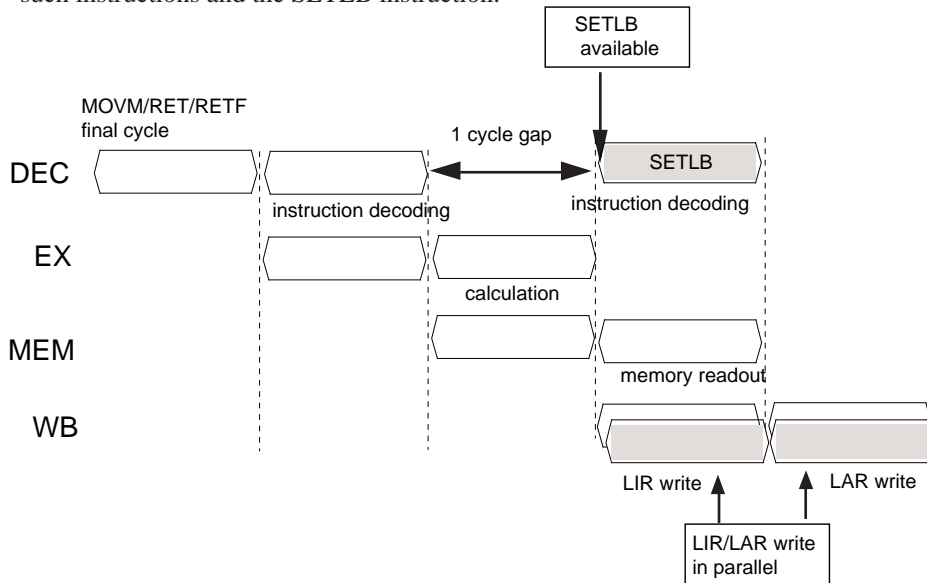 such instructions and the SETLB instruction.
SETLB
available
MOVM/RET/RETF
final cycle
1 cycle gap
DEC
SETLB
instruction decoding
instruction decoding
EX
calculation
MEM
memory readout
WB
LIR write
LAR write
LIR/LAR write
in parallel